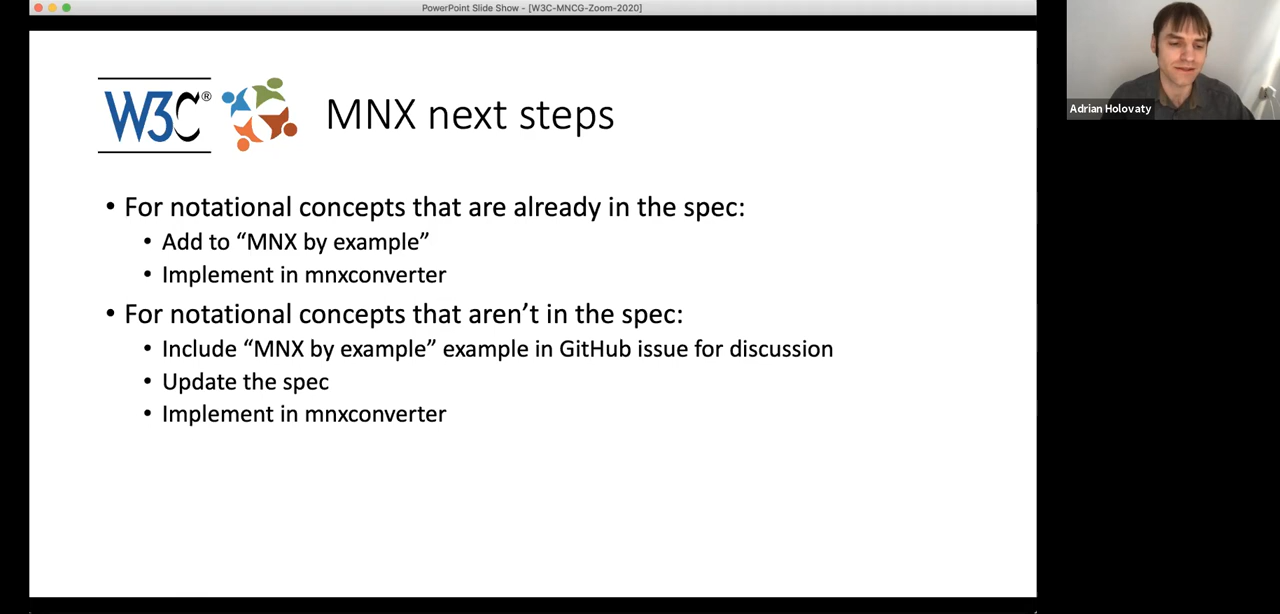 PowerPoint Slide Show - [W3C-MNCG-Zoom-2020]
W3C®
MNX next steps
• For notational concepts that are already in the spec:
• Add to “MNX by example”
• Implement in mnxconverter
• For notational concepts that aren’t in the spec:
• Include “MNX by example” example in GitHub issue for discussion
• Update the spec
• Implement in mnxconverter
Adrian Holovaty